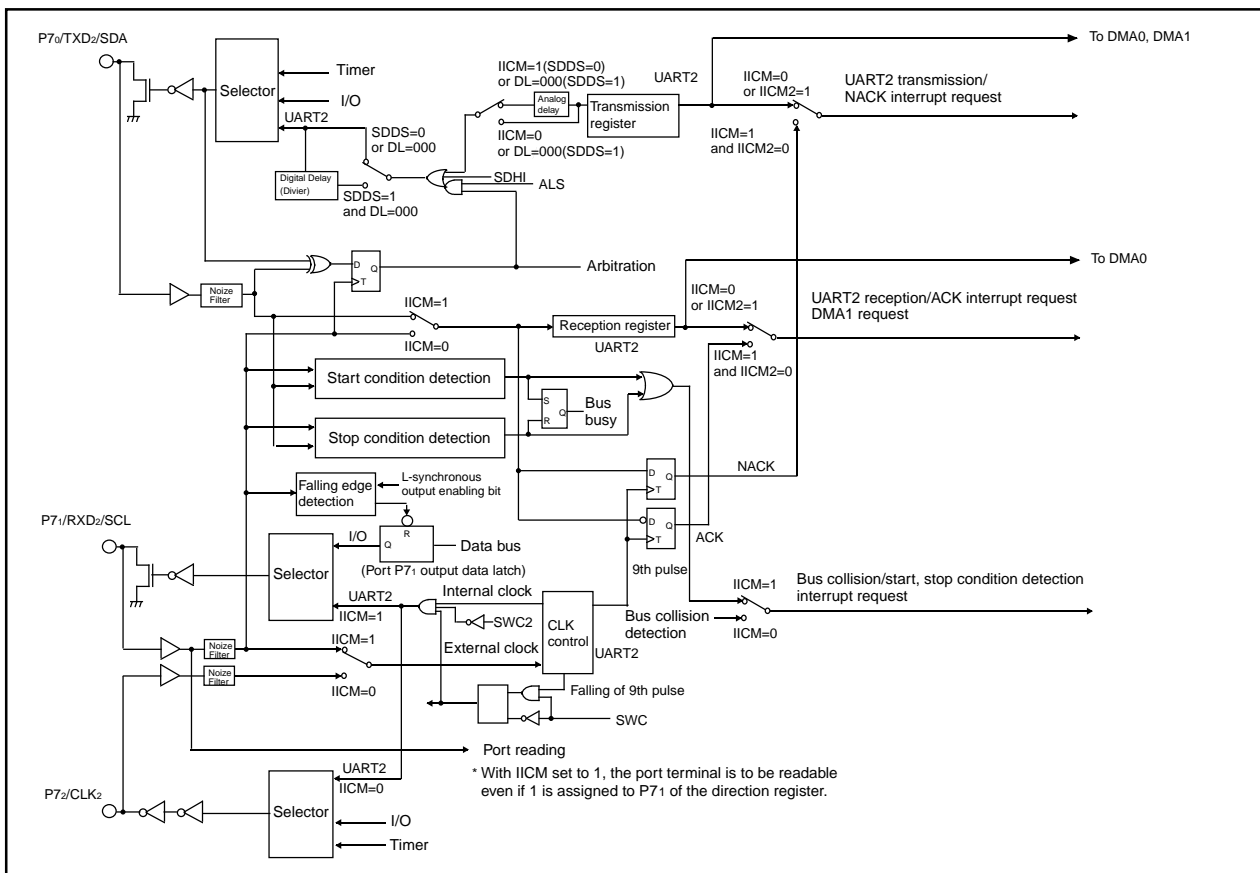 P70/TXD2/SDA
Selector
Timer
I/O
UART2
Digital Delay
(Divier)
SDDS=0
or DL=000
SDDS=1
and DL=000
IICM=1(SDDS=0)
or DL=000(SDDS=1)
Analog
delay
IICM=0
or DL=000(SDDS=1)
Transmission
register
UART2
SDHI
ALS
To DMA0, DMA1
IICM=0
or IICM2=1
UART2 transmission/
NACK interrupt request
IICM=1
and IICM2=0
Noize
Filter
D
Q
T
Arbitration
To DMA0
IICM=1
IICM=0
Reception register
UART2
IICM=0
or IICM2=1
UART2 reception/ACK interrupt request
DMA1 request
IICM=1
and IICM2=0
Start condition detection
Stop condition detection
S
R
Q
Bus
busy
D
Q
T
NACK
D
Q
T
ACK
9th pulse
Falling edge
detection
L-synchronous
output enabling bit
P71/RXD2/SCL
Selector
I/O
R
Q
Data bus
(Port P71 output data latch)
UART2
IICM=1
Internal clock
SWC2
External clock
CLK
control
UART2
Bus collision
detection
IICM=1
IICM=0
Bus collision/start, stop condition detection
interrupt request
Noize
Filter
IICM=1
Noize
Filter
IICM=0
Falling of 9th pulse
SWC
Port reading
* With IICM set to 1, the port terminal is to be readable
even if 1 is assigned to P71 of the direction register.
P72/CLK2
Selector
UART2
IICM=0
I/O
Timer